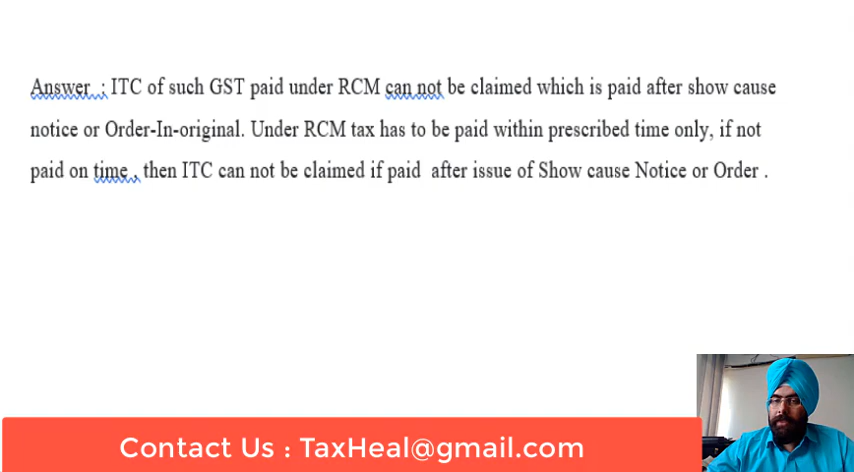 Answer : ITC of such GST paid under RCM can not be claimed which is paid after show cause
notice or Order-In-original. Under RCM tax has to be paid within prescribed time only, if not
paid on time , then ITC can not be claimed if paid after issue of Show cause Notice or Order .
Contact Us : TaxHeal@gmail.com